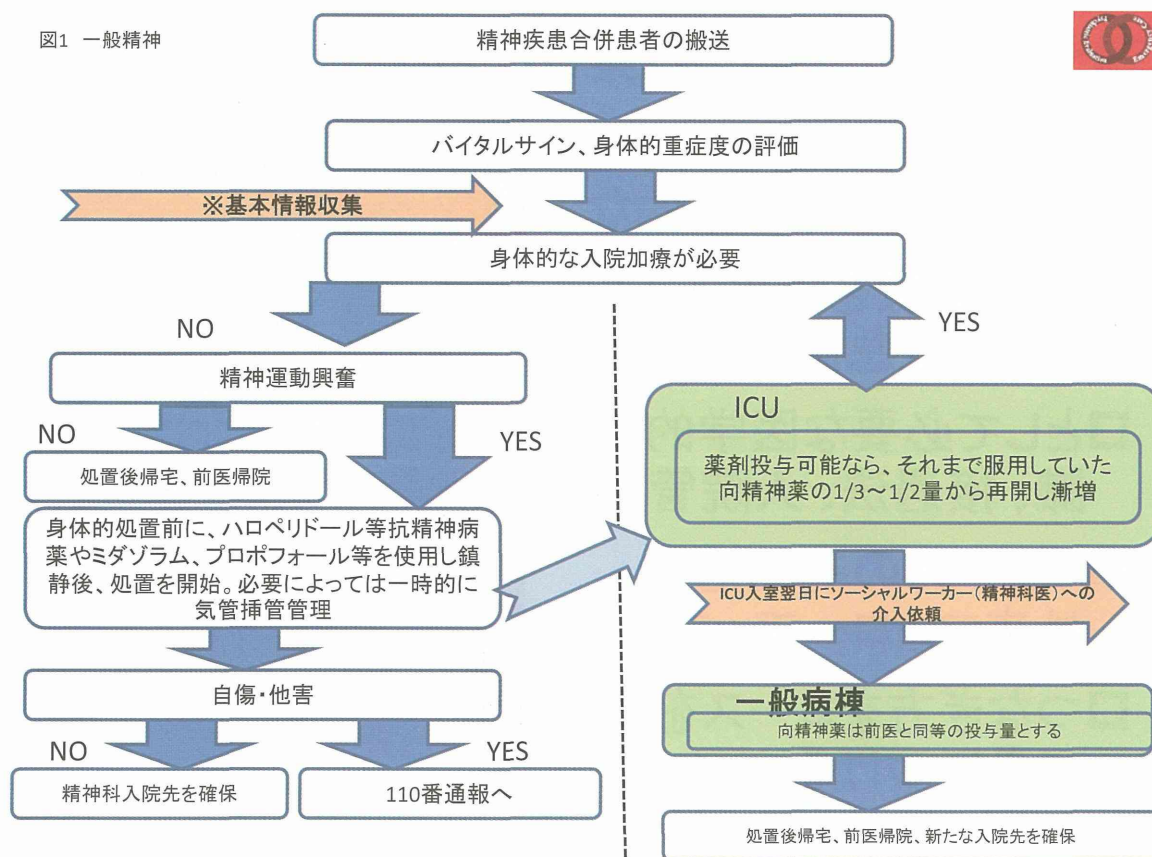 図1 一般精神
精神疾患合併患者の搬送
バイタルサイン、身体的重症度の評価
※基本情報収集
身体的な入院加療が必要
NO
YES
精神運動興奮
NO
YES
処置後帰宅、前医帰院
身体的処置前に、ハロペリドール等抗精神病
薬やミダゾラム、プロポフォール等を使用し鎮
静後、処置を開始。必要によっては一時的に
気管挿管管理
自傷・他害
NO
YES
精神科入院先を確保
110番通報へ
ICU
薬剤投与可能なら、それまで服用していた
向精神薬の1/3～1/2量から再開し漸増
ICU入室翌日にソーシャルワーカー(精神科医)への
介入依頼
一般病棟
向精神薬は前医と同等の投与量とする
処置後帰宅、前医帰院、新たな入院先を確保